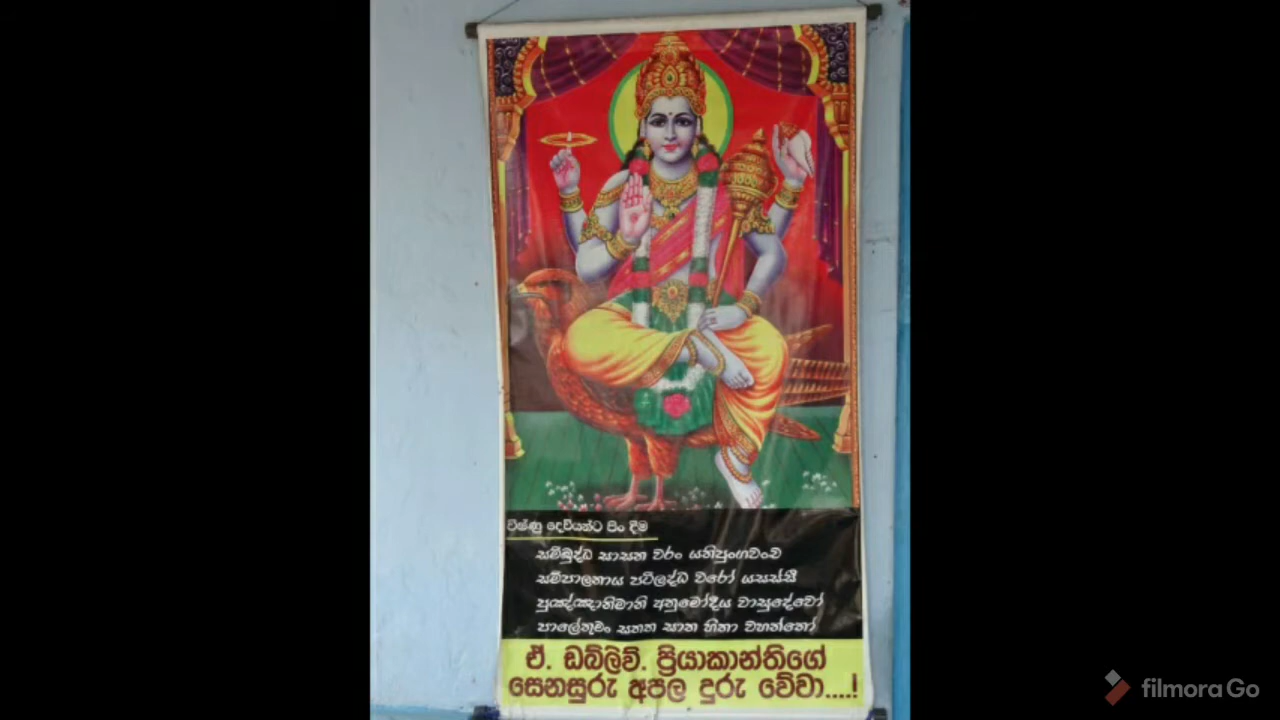 විෂ්ණු දෙවියන්ට පිං දීම
සම්බුද්ධ සාසන වරං යතිපුංගවංච
සම්පාලනාය පටිලද්ධ වරෝ යසස්සී
පුඤ්ඤානිමානි අනුමෝදිය වාසුදේවෝ
පාලේතුමං සතත සාත හිතා වහන්තෝ
ඒ. ඩබ්ලිව්. ප්‍රියාකාන්තිගේ
සෙනසුරු අපල දුරු වේවා....!
filmoraGo